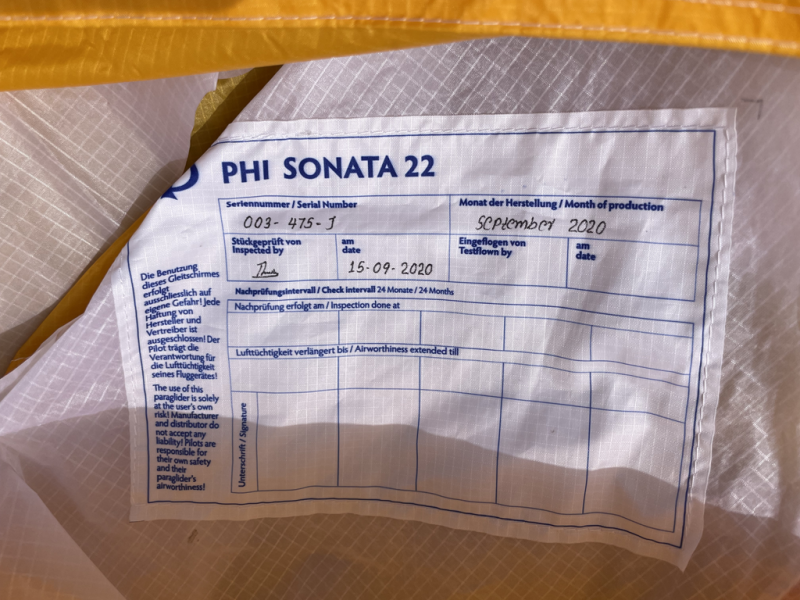 PHI SONATA 22
Seriennummer / Serial Number
003-475-J
Monat der Herstellung / Month of production
September 2020
Stückgeprüft von
Inspected by
am
date
15-09-2020
Eingeflogen von
Testflown by
am
date
Nachprüfungsintervall / Check interval 24 Monate / 24 Months
Nachprüfung erfolgt am / Inspection done at
Lufttüchtigkeit verlängert bis / Airworthiness extended till
Unterschrift / Signature
Die Benutzung
dieses Gleitschirmes
erfolgt
ausschliesslich auf
eigene Gefahr! Jede
Haftung von
Hersteller und
Vertreiber ist
ausgeschlossen! Der
Pilot trägt die
Verantwortung für
die Lufttüchtigkeit
seines Fluggerätes!
The use of this
paraglider is solely
at the user's own
risk! Manufacturer
and distributor do
not accept any
liability! Pilots are
responsible for
their own safety
and their
paraglider's
airworthiness!